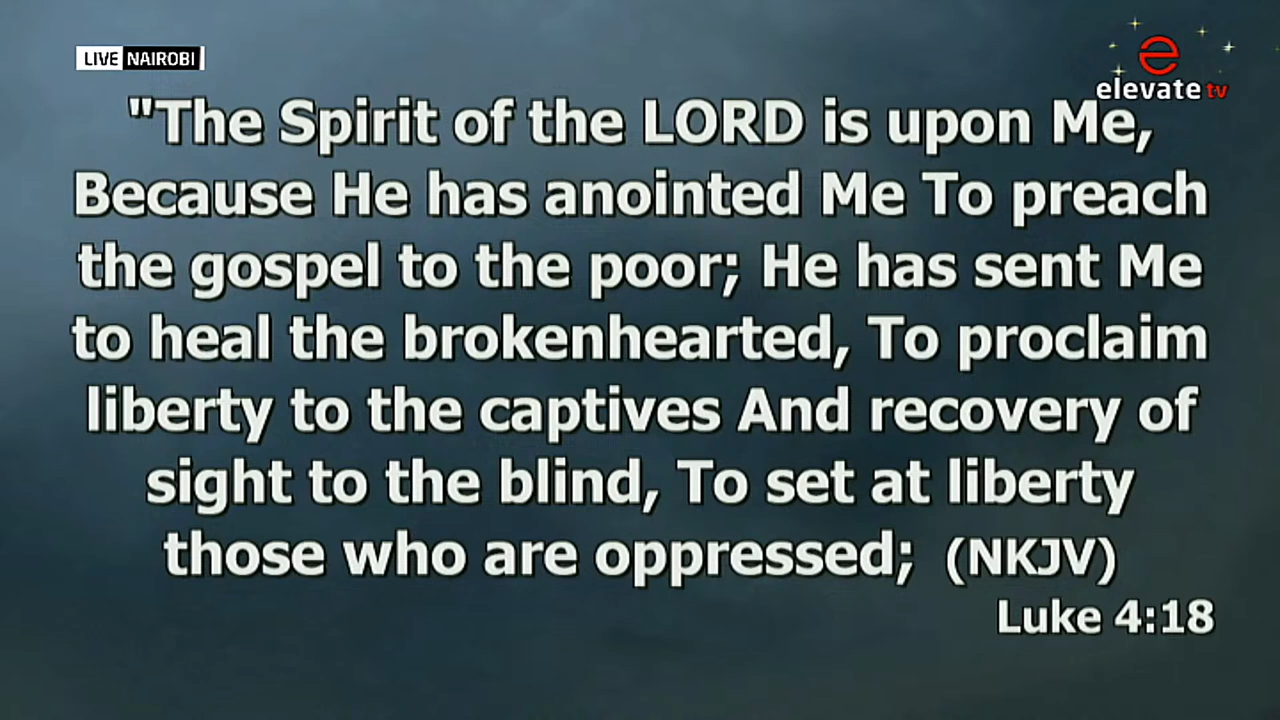 LIVE NAIROBI
elevate tv
"The Spirit of the LORD is upon Me,
Because He has anointed Me To preach
the gospel to the poor; He has sent Me
to heal the brokenhearted, To proclaim
liberty to the captives And recovery of
sight to the blind, To set at liberty
those who are oppressed; (NKJV)
Luke 4:18